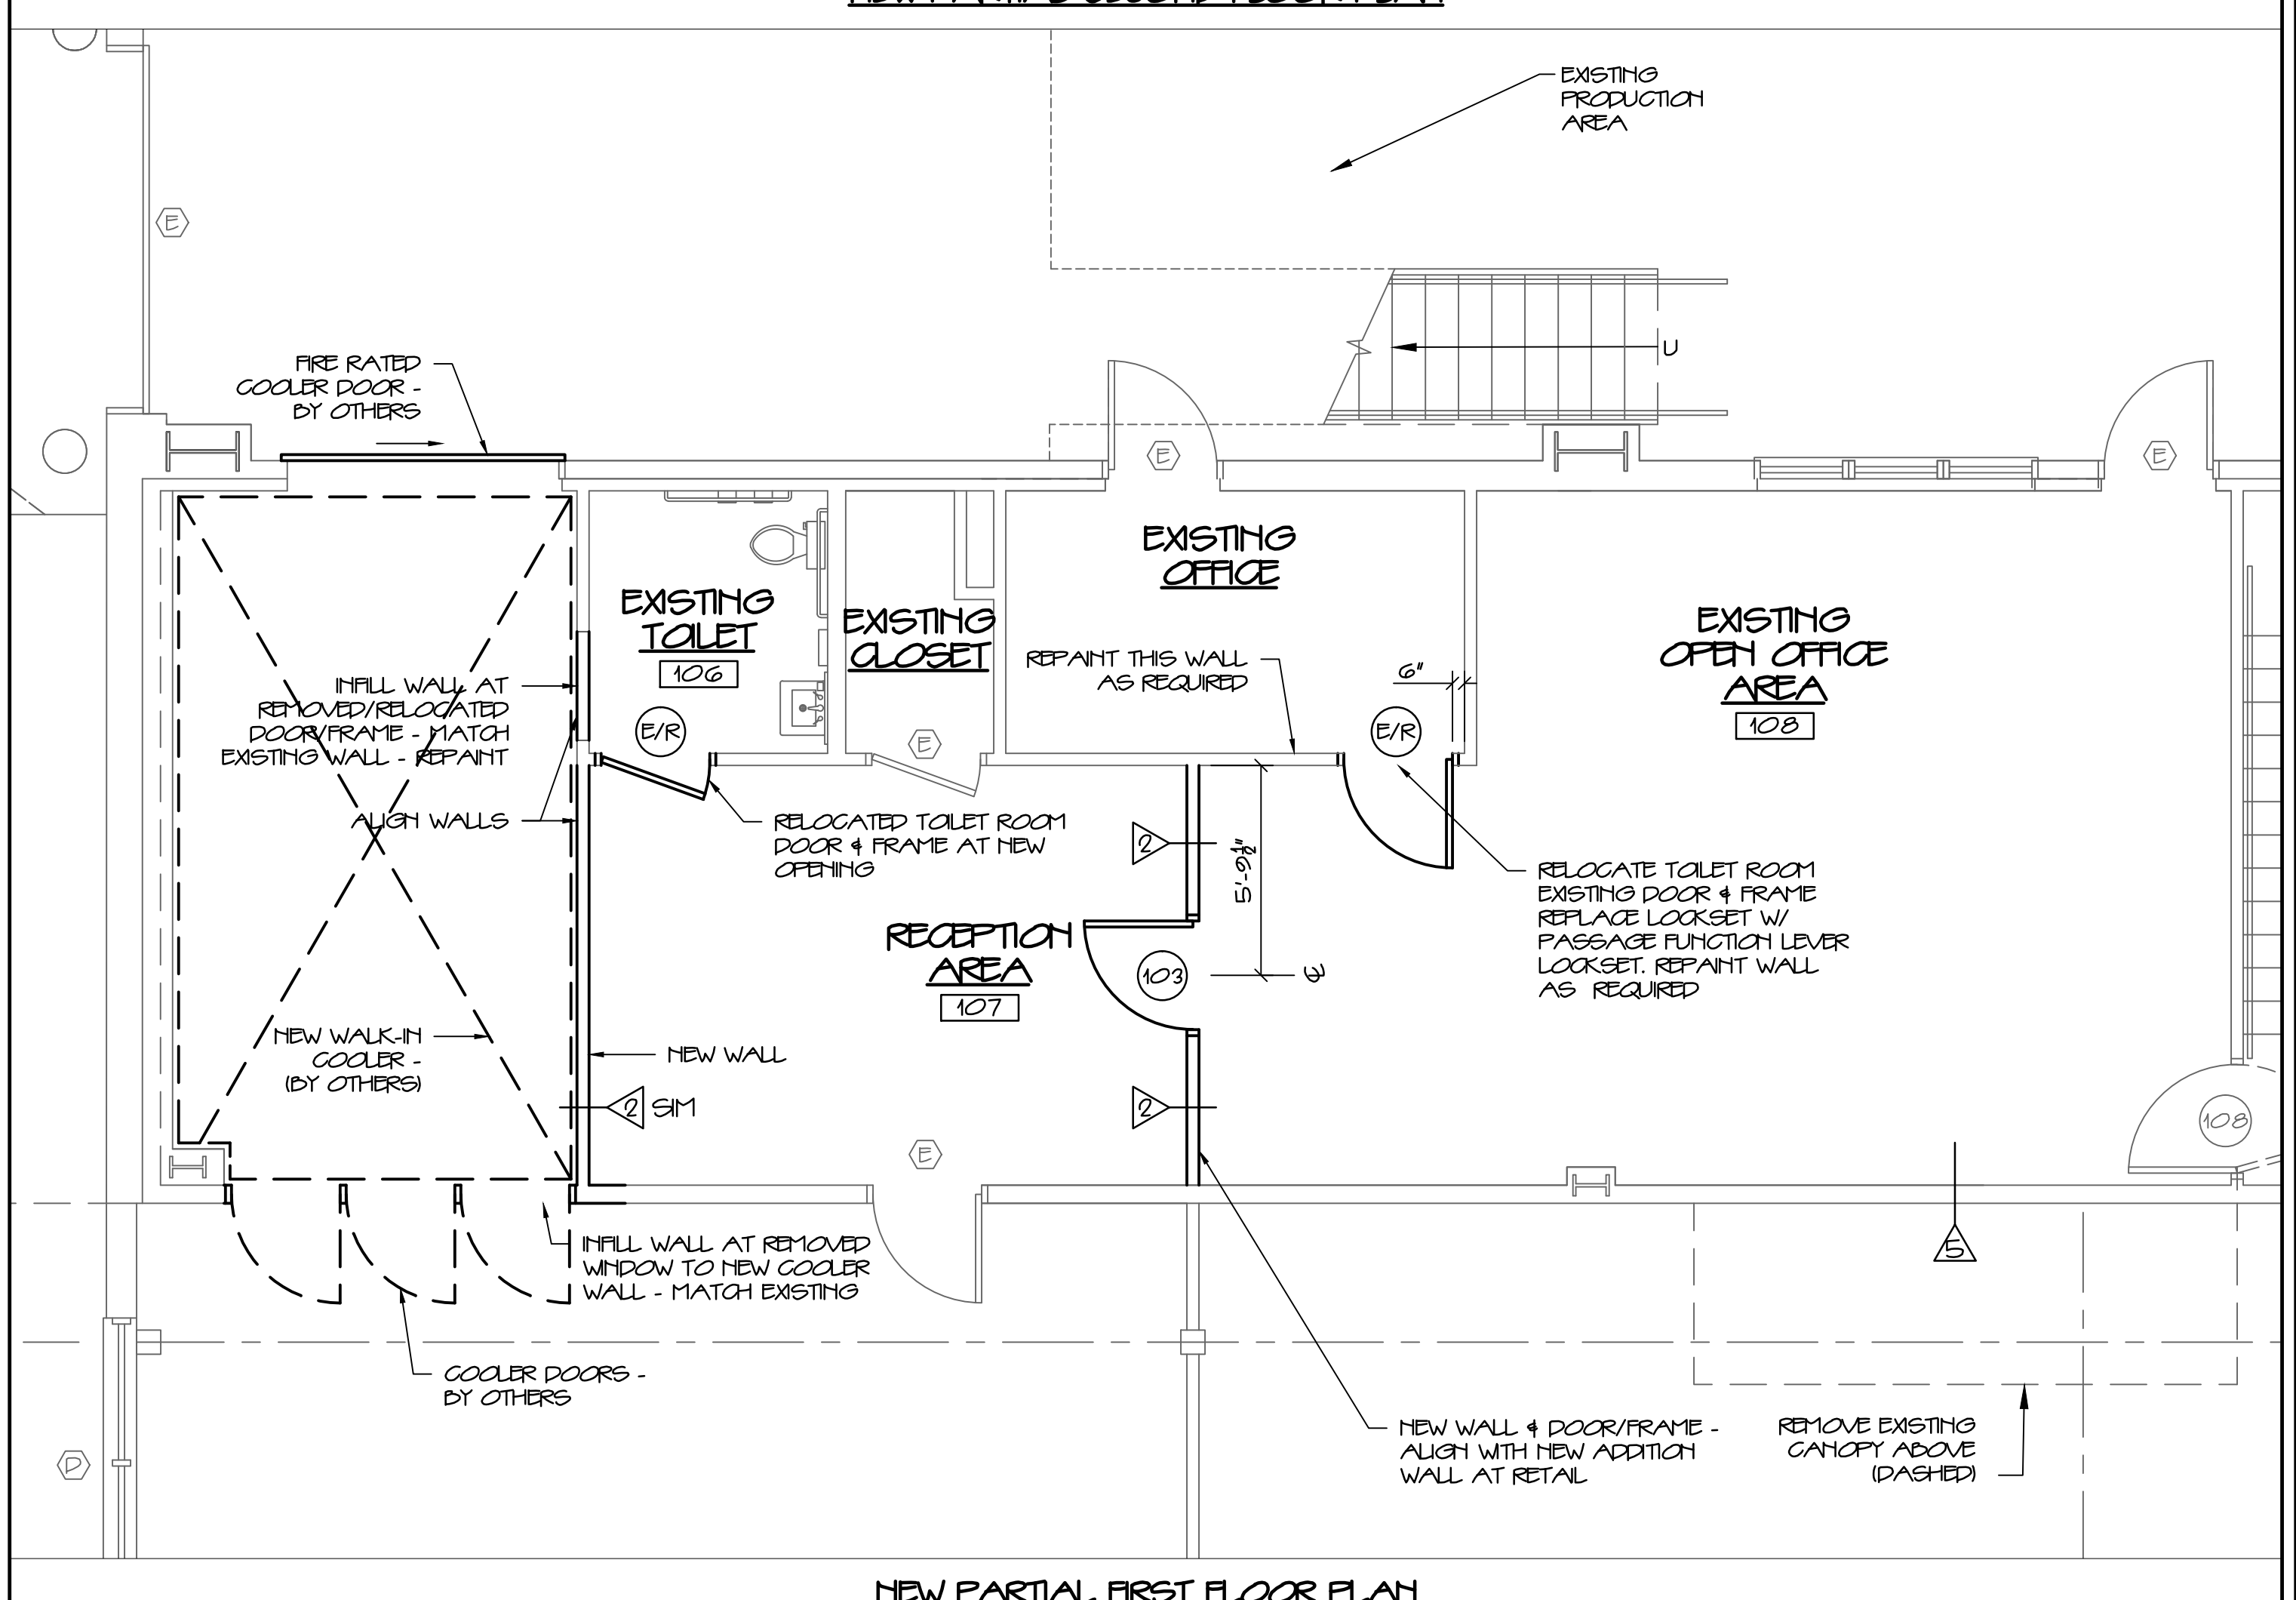 NEW PARTIAL SECOND FLOOR PLAN
EXISTING
PRODUCTION
AREA
E
U
FIRE RATED
COOLER DOOR -
BY OTHERS
E
E
EXISTING
OFFICE
EXISTING
TOILET
106
EXISTING
CLOSET
EXISTING
OPEN OFFICE
AREA
108
REPAINT THIS WALL
AS REQUIRED
6"
INFILL WALL AT
REMOVED/RELOCATED
DOOR/FRAME - MATCH
EXISTING WALL - REPAINT
E/R
E
E/R
ALIGN WALLS
RELOCATED TOILET ROOM
DOOR & FRAME AT NEW
OPENING
2
5'-9½"
RELOCATE TOILET ROOM
EXISTING DOOR & FRAME
REPLACE LOCKSET W/
PASSAGE FUNCTION LEVER
LOCKSET. REPAINT WALL
AS REQUIRED
RECEPTION
AREA
107
103
℄
NEW WALK-IN
COOLER -
(BY OTHERS)
NEW WALL
2 SIM
2
E
108
5
INFILL WALL AT REMOVED
WINDOW TO NEW COOLER
WALL - MATCH EXISTING
COOLER DOORS -
BY OTHERS
NEW WALL & DOOR/FRAME -
ALIGN WITH NEW ADDITION
WALL AT RETAIL
REMOVE EXISTING
CANOPY ABOVE
(DASHED)
D
NEW PARTIAL FIRST FLOOR PLAN